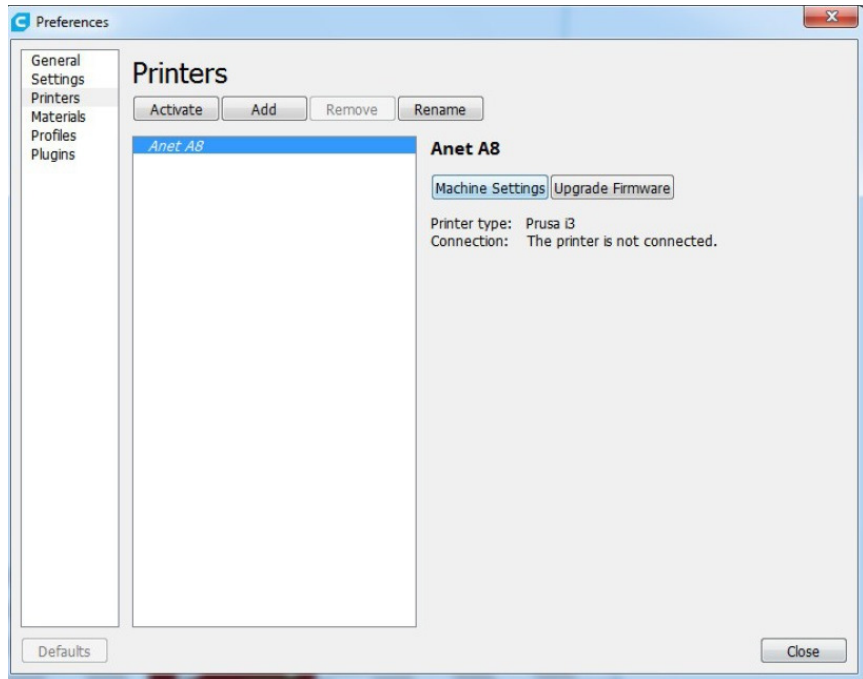 Preferences
General
Settings
Printers
Materials
Profiles
Plugins
Printers
Activate Add Remove Rename
Anet A8
Anet A8
Machine Settings Upgrade Firmware
Printer type: Prusa i3
Connection: The printer is not connected.
Defaults Close